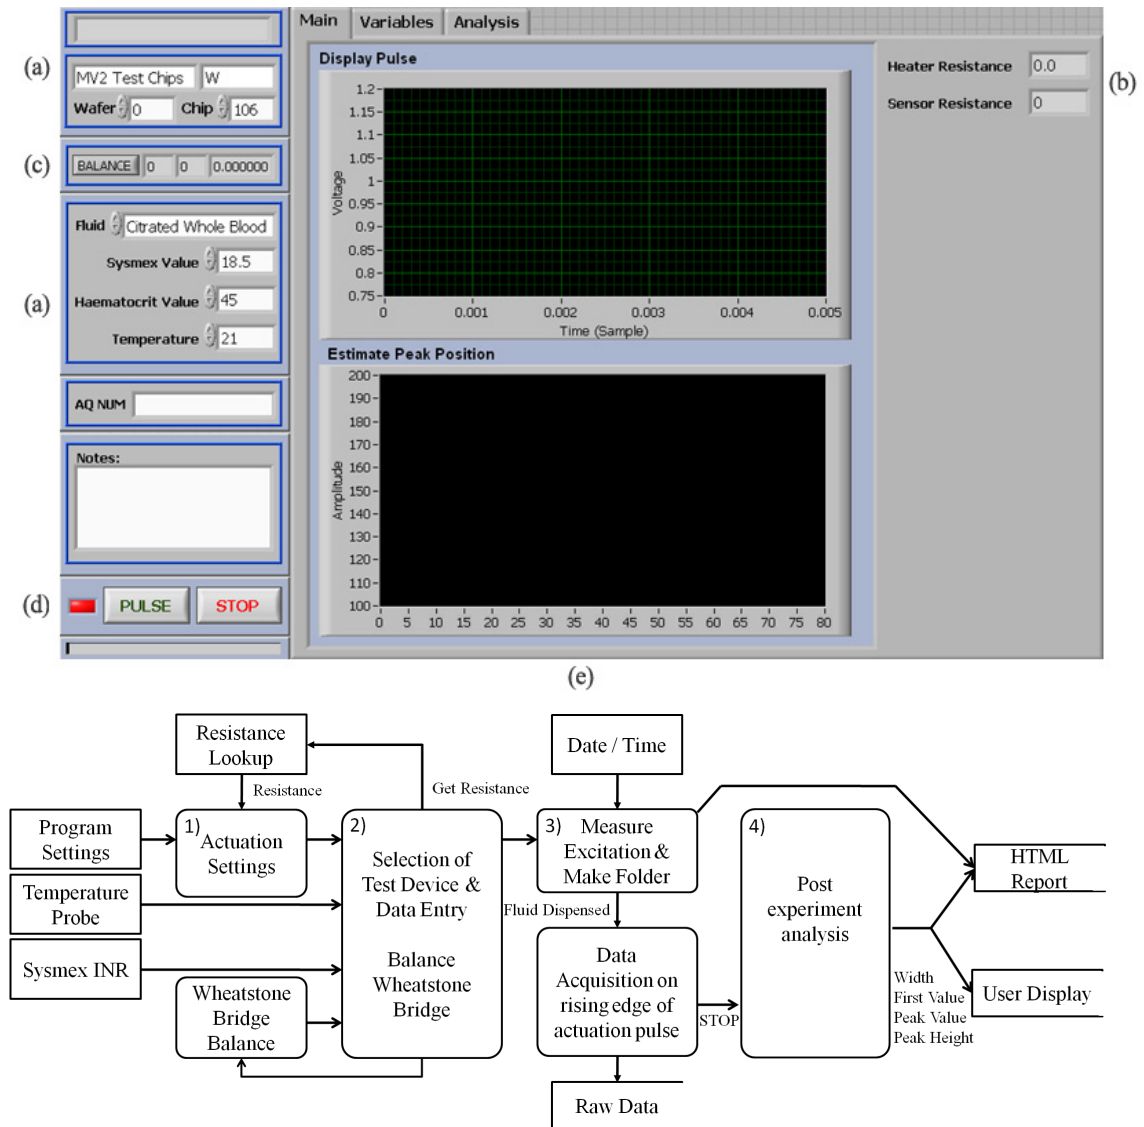 Main Variables Analysis
(a)
MV2 Test Chips W
Wafer 0 Chip 106
(c)
BALANCE 0 0 0.000000
Fluid Citrated Whole Blood
Sysmex Value 18.5
(a)
Haematocrit Value 45
Temperature 21
AQ NUM
Notes:
(d)
PULSE STOP
Display Pulse
1.2
1.15
1.1
1.05
1
0.95
0.9
0.85
0.8
0.75
Voltage
0 0.001 0.002 0.003 0.004 0.005
Time (Sample)
Estimate Peak Position
200
190
180
170
160
150
140
130
120
110
100
Amplitude
0 5 10 15 20 25 30 35 40 45 50 55 60 65 70 75 80
Heater Resistance 0.0
Sensor Resistance 0
(b)
(e)
Resistance
Lookup
Date / Time
Resistance
Get Resistance
Program
Settings
1)
Actuation
Settings
2)
Selection of
Test Device &
Data Entry
Balance
Wheatstone
Bridge
3)
Measure
Excitation &
Make Folder
4)
Post
experiment
analysis
HTML
Report
Temperature
Probe
Fluid Dispensed
Sysmex INR
Wheatstone
Bridge
Balance
Data
Acquisition on
rising edge of
actuation pulse
STOP
Width
First Value
Peak Value
Peak Height
User Display
Raw Data